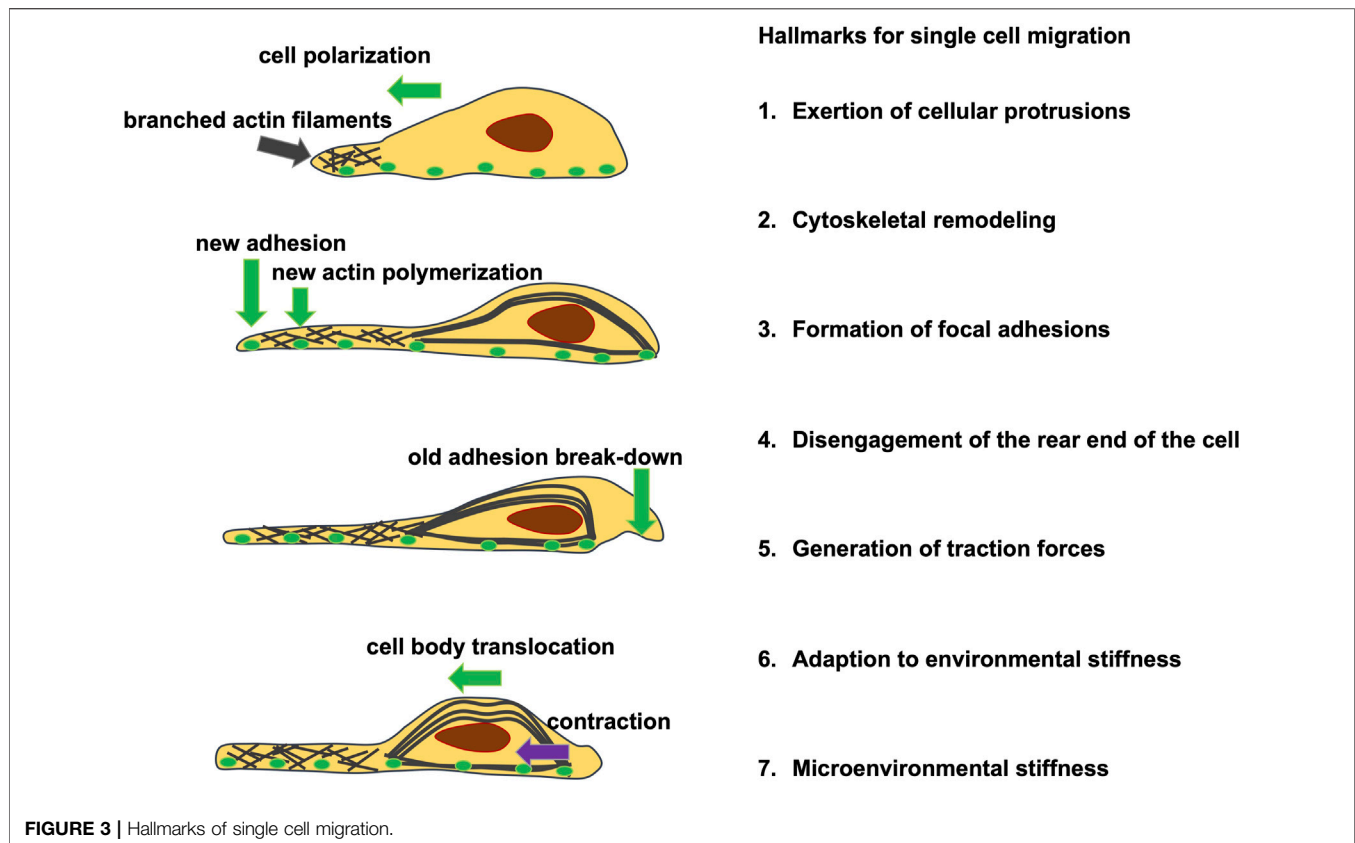 cell polarization
branched actin filaments
new adhesion
new actin polymerization
old adhesion break-down
cell body translocation
contraction
Hallmarks for single cell migration
1. Exertion of cellular protrusions
2. Cytoskeletal remodeling
3. Formation of focal adhesions
4. Disengagement of the rear end of the cell
5. Generation of traction forces
6. Adaption to environmental stiffness
7. Microenvironmental stiffness
FIGURE 3 | Hallmarks of single cell migration.